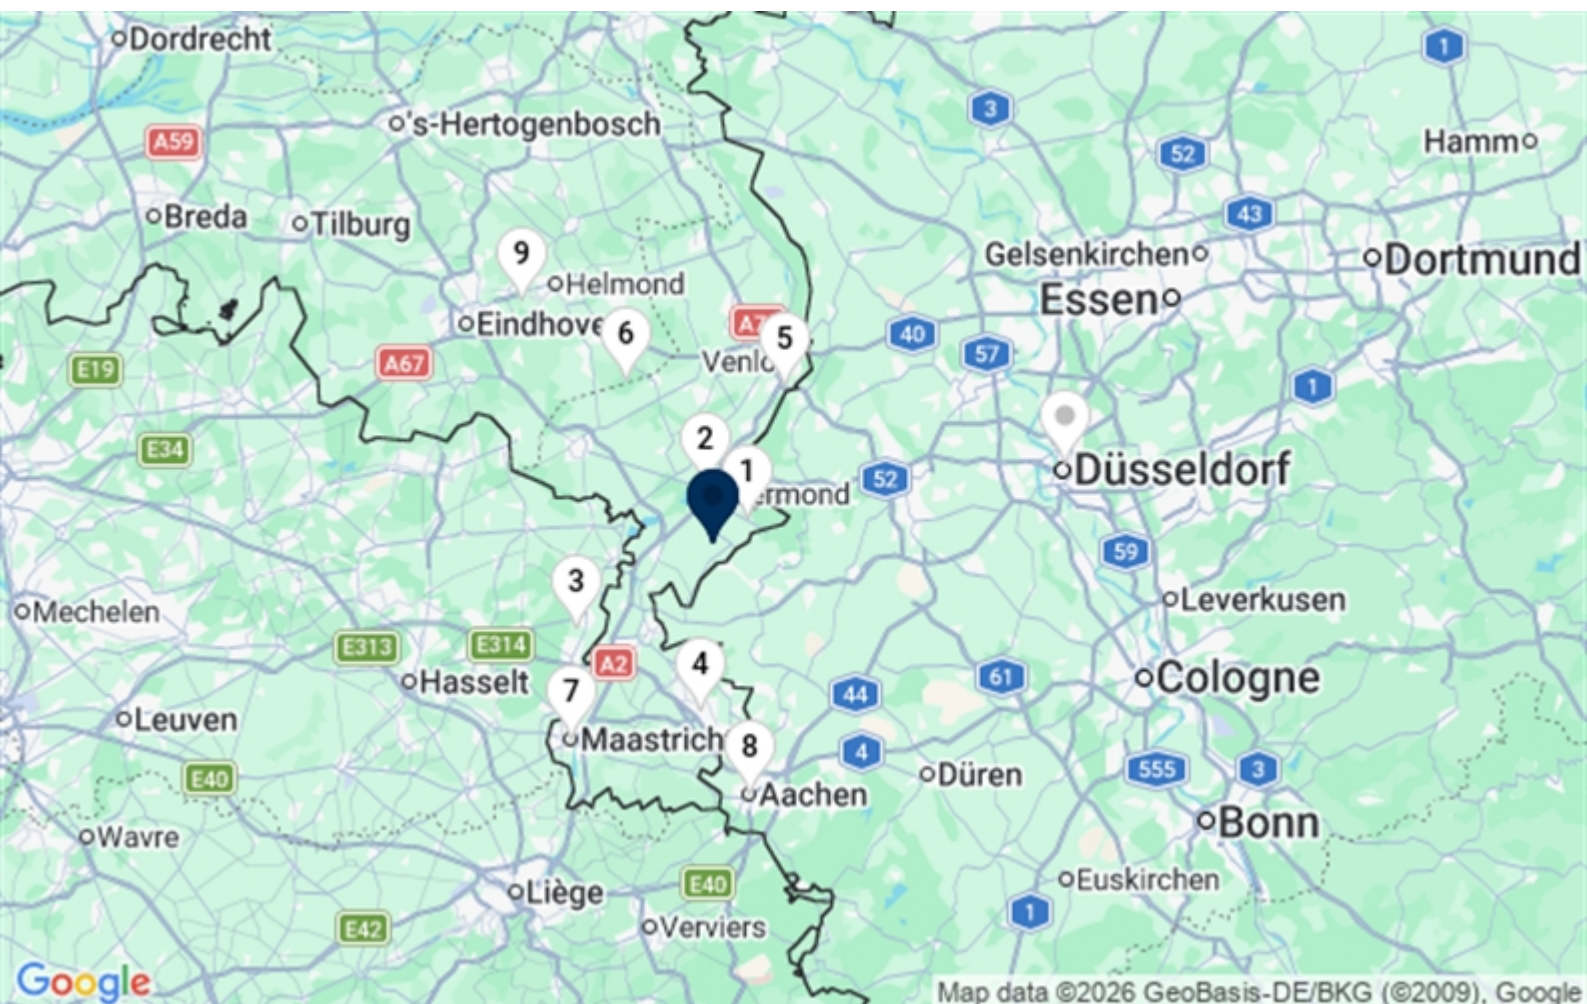 Dordrecht
1
3
's-Hertogenbosch
A59
52
Hamm
Breda
Tilburg
43
9
Gelsenkirchen
Dortmund
Helmond
Essen
Eindhove
6
A7
5
40
57
Venlo
E19
A67
1
2
E34
1
Düsseldorf
52
ermond
59
3
Leverkusen
Mechelen
E313
E314
A2
4
61
Cologne
Hasselt
7
44
Leuven
Maastrich
8
4
555
3
E40
Düren
Aachen
Bonn
Wavre
E40
Euskirchen
Liège
1
E42
Verviers
Google
Map data ©2026 GeoBasis-DE/BKG (©2009), Google